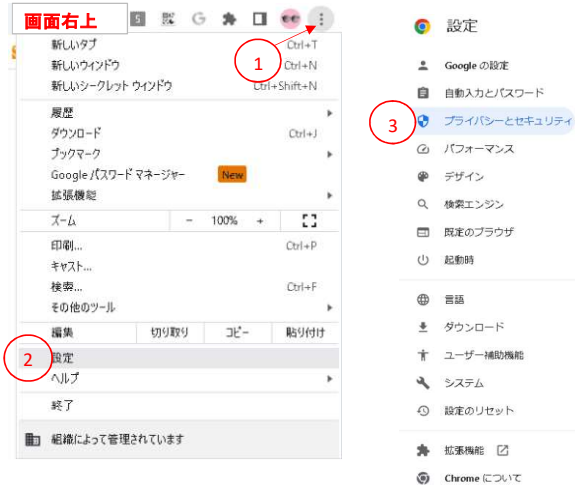 画面右上
5
G
1
新しいタブ Ctrl+T
新しいウィンドウ Ctrl+N
新しいシークレット ウィンドウ Ctrl+Shift+N
履歴
ダウンロード Ctrl+J
ブックマーク
Google パスワード マネージャー New
拡張機能
ズーム - 100% +
印刷... Ctrl+P
キャスト...
検索... Ctrl+F
その他のツール
編集 切り取り コピー 貼り付け
2 設定
ヘルプ
終了
組織によって管理されています
設定
Google の設定
自動入力とパスワード
3 プライバシーとセキュリティ
パフォーマンス
デザイン
検索エンジン
既定のブラウザ
起動時
言語
ダウンロード
ユーザー補助機能
システム
設定のリセット
拡張機能
Chrome について